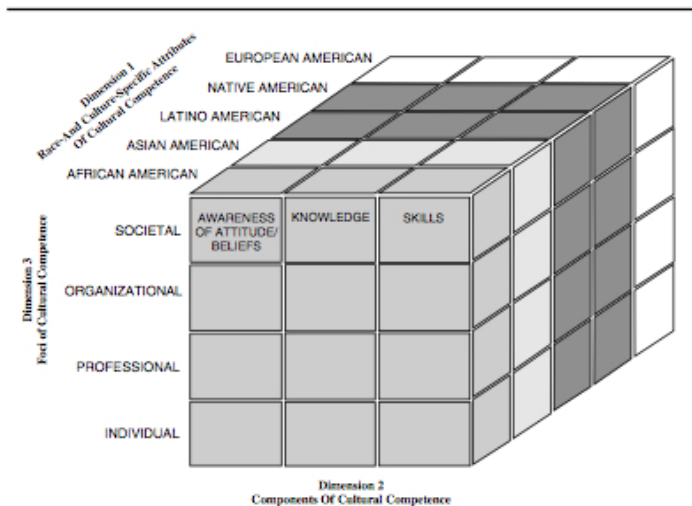 Dimension 1
Race-And Culture-Specific Attributes
Of Cultural Competence
EUROPEAN AMERICAN
NATIVE AMERICAN
LATINO AMERICAN
ASIAN AMERICAN
AFRICAN AMERICAN
Dimension 3
Foci of Cultural Competence
SOCIETAL
ORGANIZATIONAL
PROFESSIONAL
INDIVIDUAL
AWARENESS
OF ATTITUDE/
BELIEFS
KNOWLEDGE
SKILLS
Dimension 2
Components Of Cultural Competence